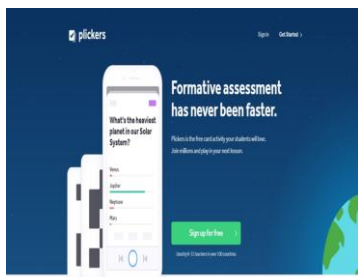 plickers
Sign in
Get Started >
Formative assessment
has never been faster.
Plickers is the free card activity your students will love.
Join millions and play in your next lesson.
What's the heaviest
planet in our Solar
System?
Venus
Jupiter
Neptune
Mars
Sign up for free